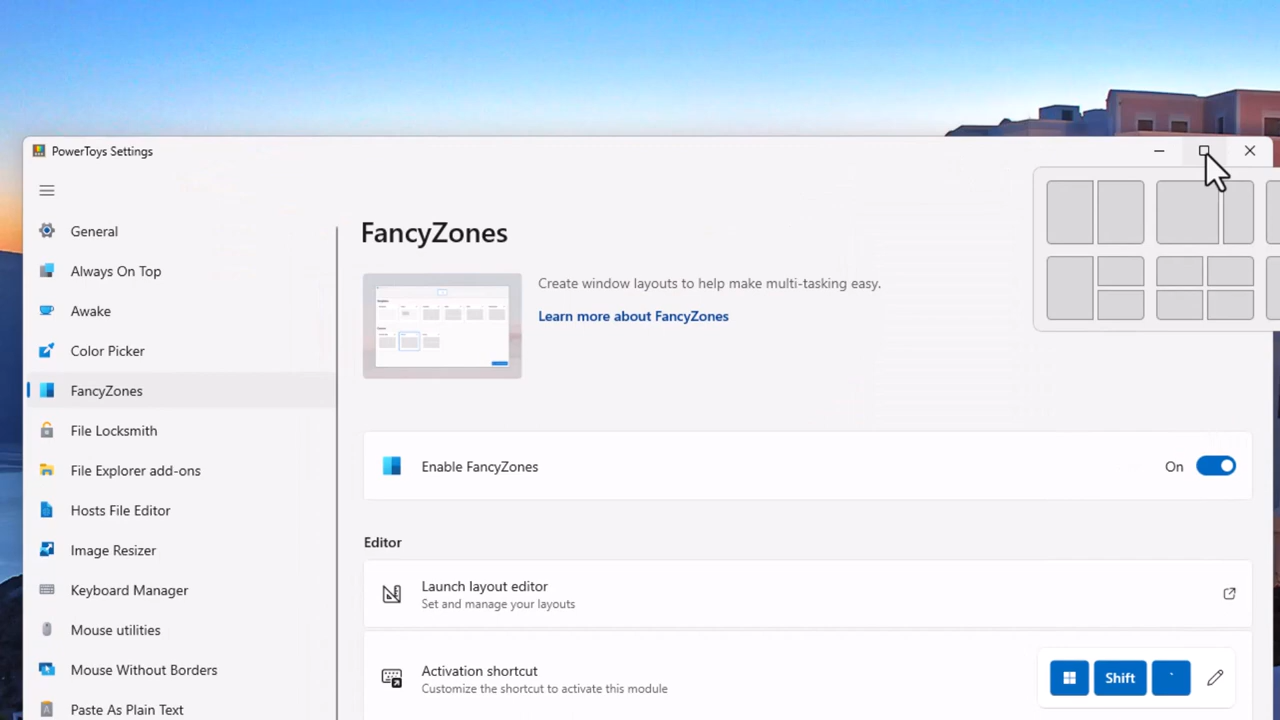 PowerToys Settings
General
Always On Top
Awake
Color Picker
FancyZones
File Locksmith
File Explorer add-ons
Hosts File Editor
Image Resizer
Keyboard Manager
Mouse utilities
Mouse Without Borders
Paste As Plain Text
FancyZones
Create window layouts to help make multi-tasking easy.
Learn more about FancyZones
Enable FancyZones
On
Editor
Launch layout editor
Set and manage your layouts
Activation shortcut
Customize the shortcut to activate this module
Shift `